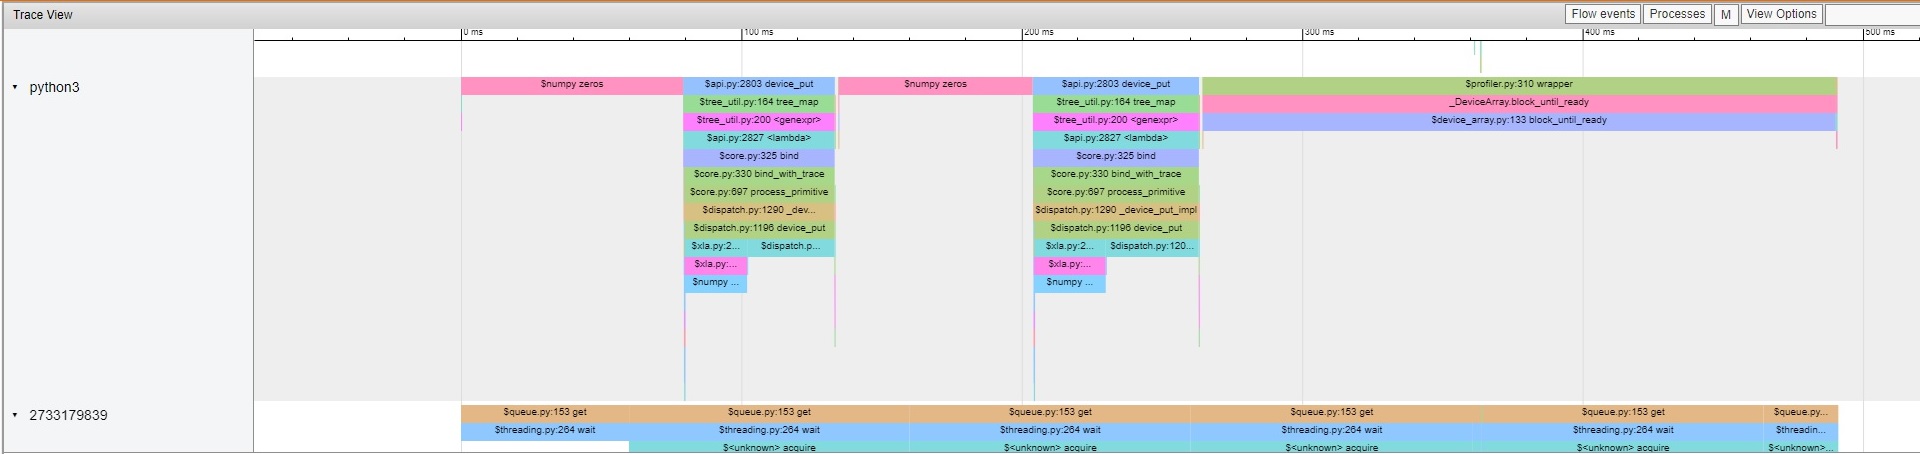 Trace View Flow events Processes M View Options
0 ms 100 ms 200 ms 300 ms 400 ms 500 ms
python3
$numpy zeros $api.py:2803 device_put $numpy zeros $api.py:2803 device_put $profiler.py:310 wrapper
$tree_util.py:164 tree_map $tree_util.py:164 tree_map _DeviceArray.block_until_ready
$tree_util.py:200 <genexpr> $tree_util.py:200 <genexpr> $device_array.py:133 block_until_ready
$api.py:2827 <lambda> $api.py:2827 <lambda>
$core.py:325 bind $core.py:325 bind
$core.py:330 bind_with_trace $core.py:330 bind_with_trace
$core.py:697 process_primitive $core.py:697 process_primitive
$dispatch.py:1290 _dev... $dispatch.py:1290 _device_put_impl
$dispatch.py:1196 device_put $dispatch.py:1196 device_put
$xla.py:2... $dispatch.p... $xla.py:2... $dispatch.py:120...
$xla.py:... $xla.py:...
$numpy ... $numpy ...
2733179839
$queue.py:153 get $queue.py:153 get $queue.py:153 get $queue.py:153 get $queue.py:153 get $queue.py...
$threading.py:264 wait $threading.py:264 wait $threading.py:264 wait $threading.py:264 wait $threading.py:264 wait $threadin...
$<unknown> acquire $<unknown> acquire $<unknown> acquire $<unknown> acquire $<unknown>...